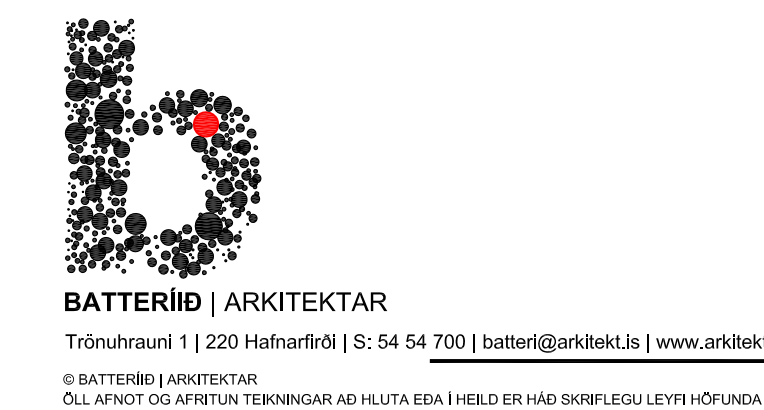 BATTERÍIÐ | ARKITEKTAR
Trönuhrauni 1 | 220 Hafnarfirði | S: 54 54 700 | batteri@arkitekt.is | www.arkitekt
© BATTERÍIÐ | ARKITEKTAR
ÖLL AFNOT OG AFRITUN TEIKNINGAR AÐ HLUTA EÐA Í HEILD ER HÁÐ SKRIFLEGU LEYFI HÖFUNDA